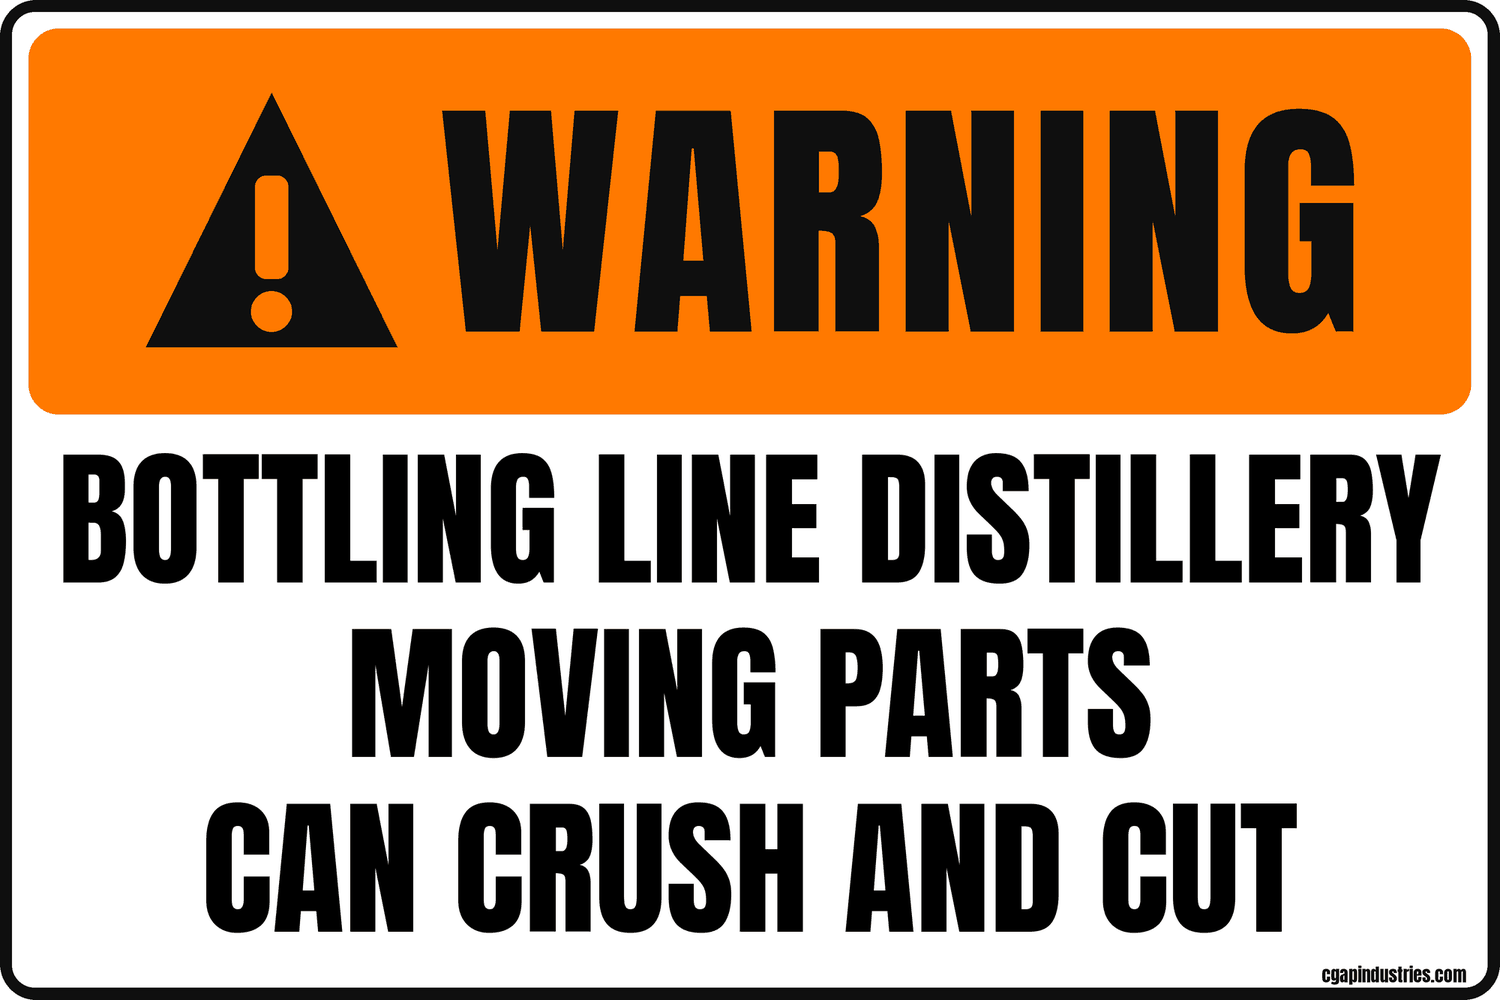 WARNING
BOTTLING LINE DISTILLERY
MOVING PARTS
CAN CRUSH AND CUT
cgapindustries.com